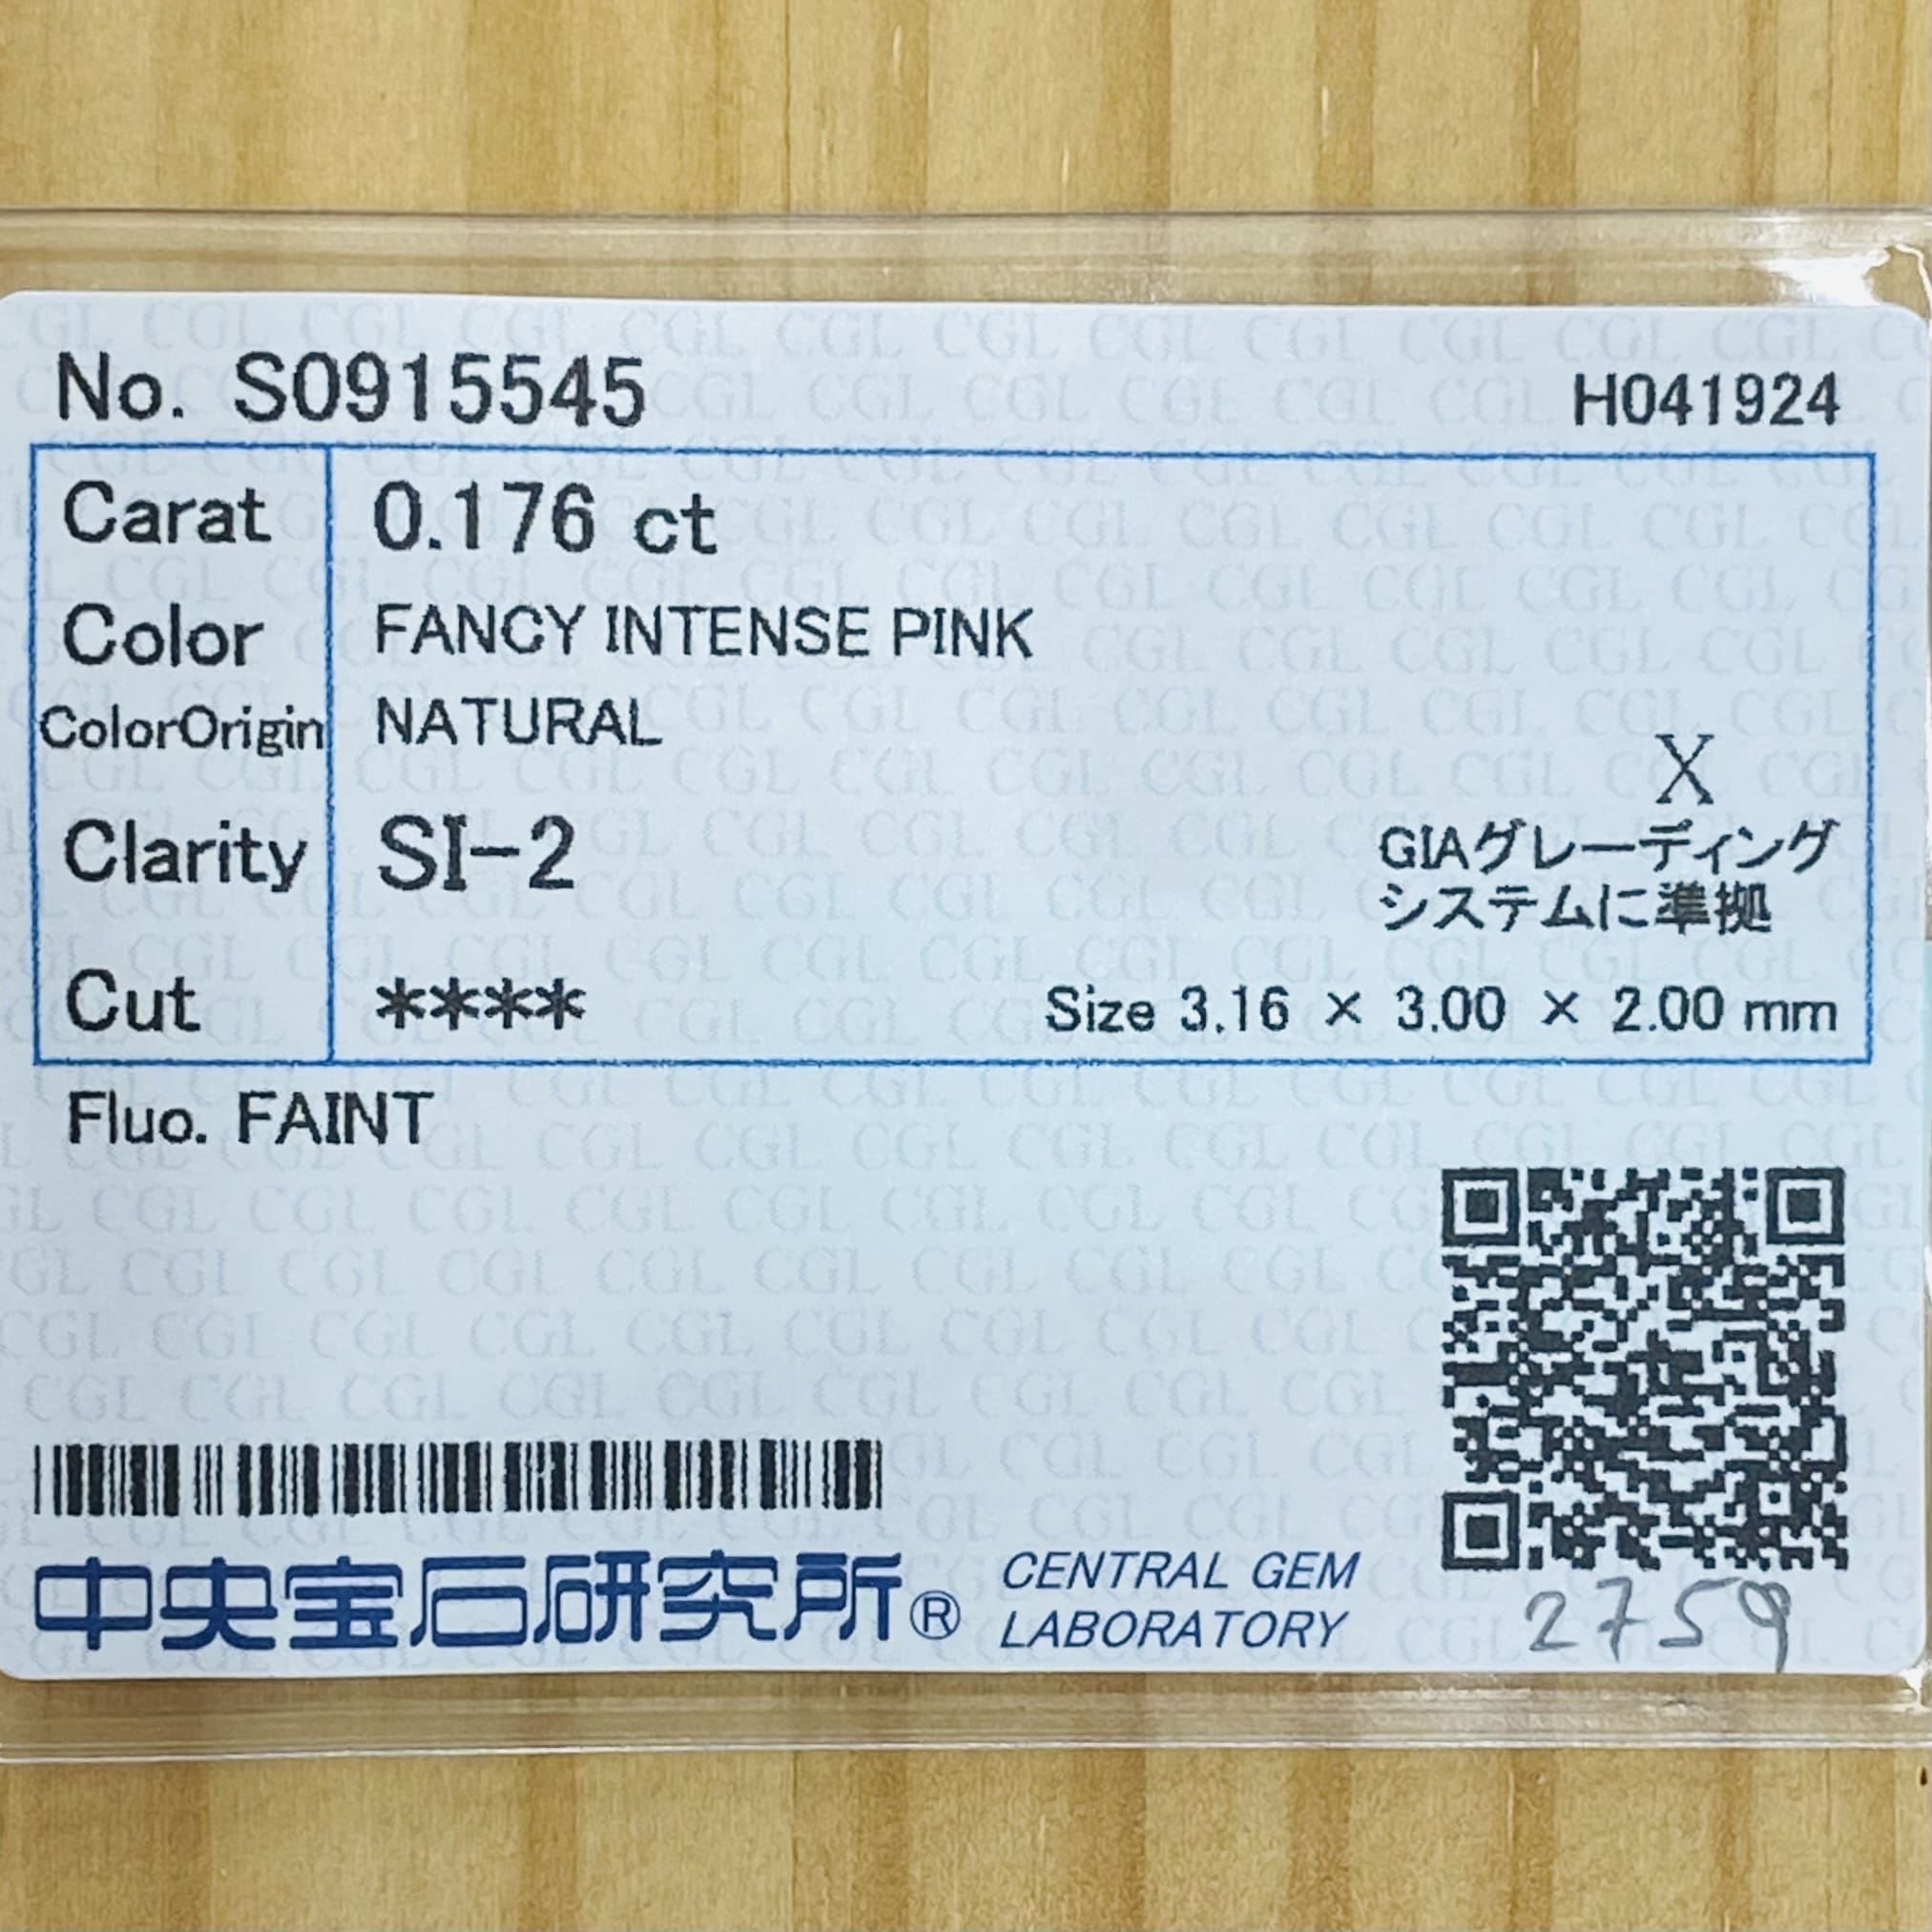 No. S0915545 H041924
Carat 0.176 ct
Color FANCY INTENSE PINK
ColorOrigin NATURAL
X
Clarity SI-2
GIAグレーディング
システムに準拠
Cut **** Size 3.16 × 3.00 × 2.00 mm
Fluo. FAINT
中央宝石研究所® CENTRAL GEM
LABORATORY
2759